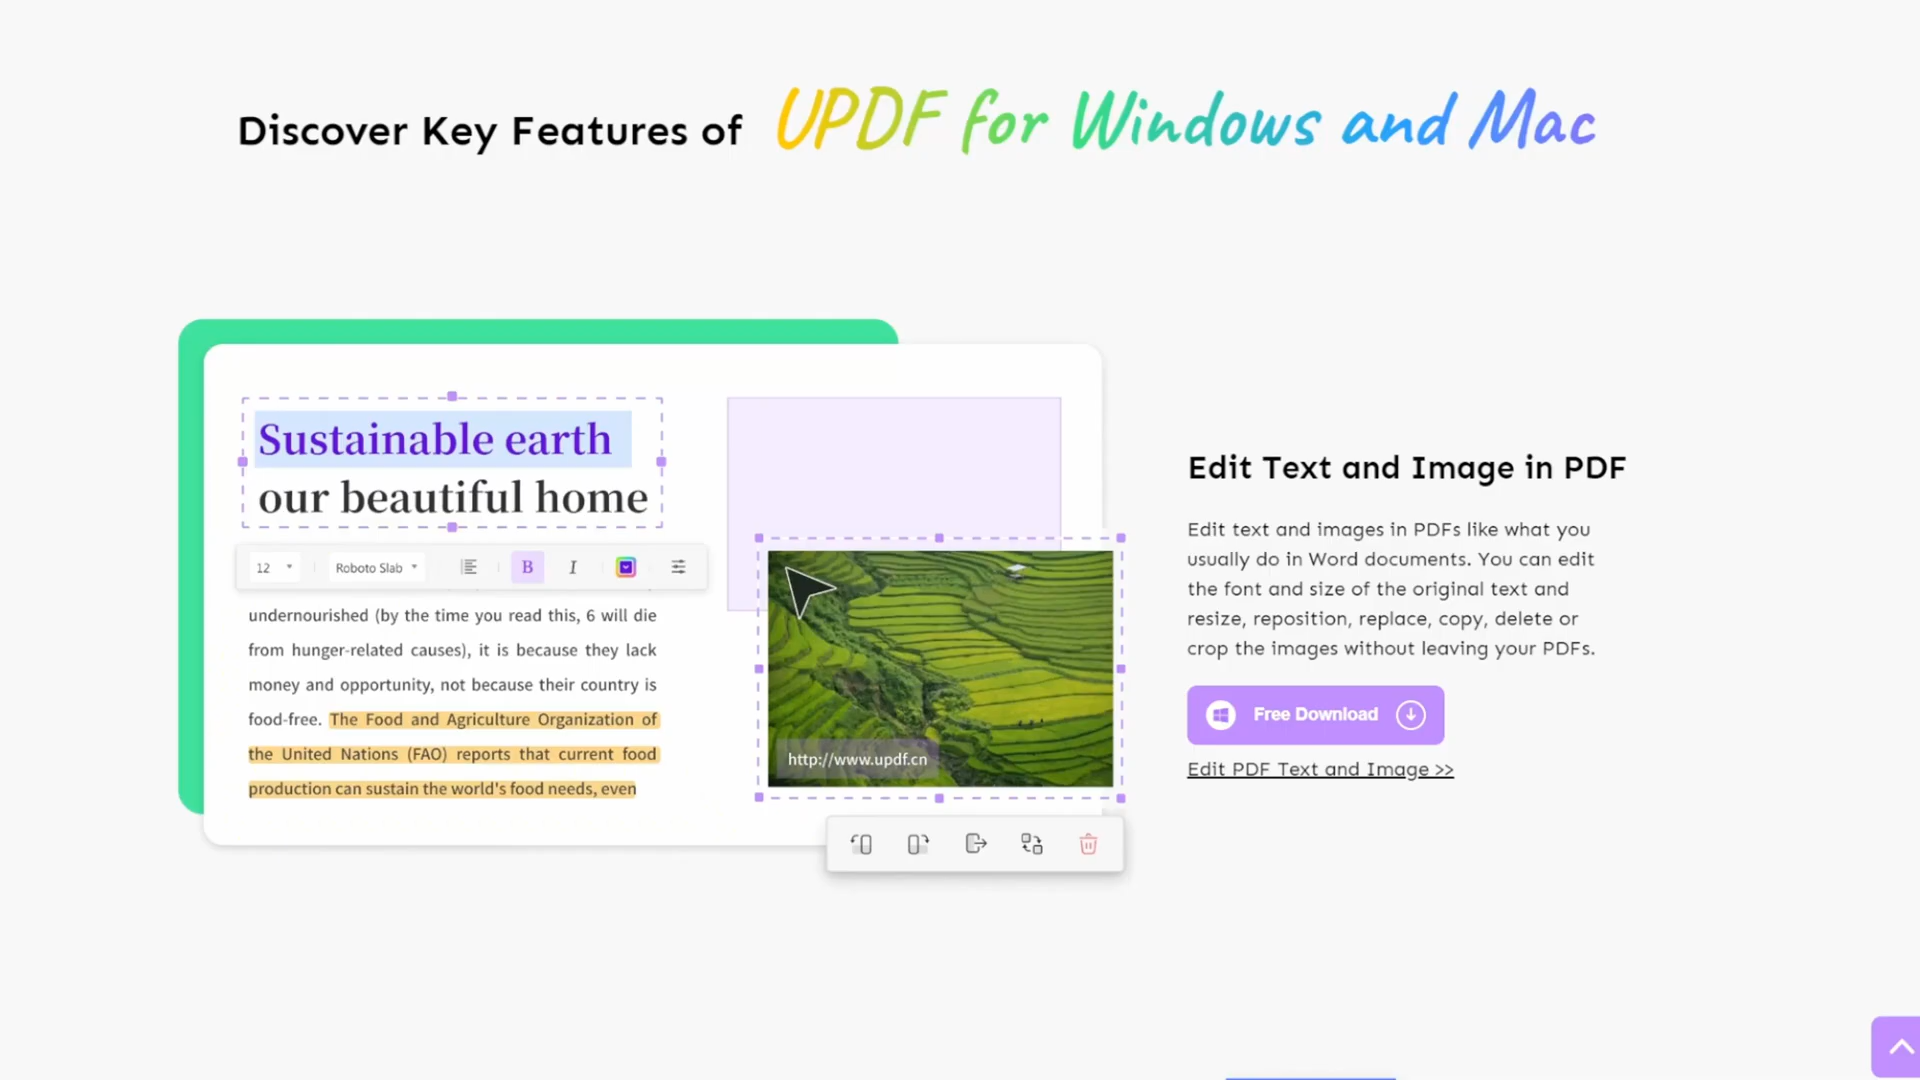 Discover Key Features of UPDF for Windows and Mac
Sustainable earth
our beautiful home
12
Roboto Slab
B
I
undernourished (by the time you read this, 6 will die
from hunger-related causes), it is because they lack
money and opportunity, not because their country is
food-free. The Food and Agriculture Organization of
the United Nations (FAO) reports that current food
production can sustain the world's food needs, even
http://www.updf.cn
Edit Text and Image in PDF
Edit text and images in PDFs like what you
usually do in Word documents. You can edit
the font and size of the original text and
resize, reposition, replace, copy, delete or
crop the images without leaving your PDFs.
Free Download
Edit PDF Text and Image >>